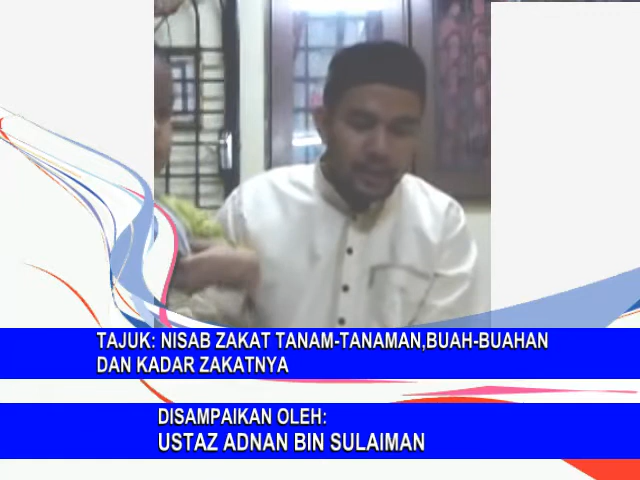 TAJUK: NISAB ZAKAT TANAM-TANAMAN,BUAH-BUAHAN
DAN KADAR ZAKATNYA
DISAMPAIKAN OLEH:
USTAZ ADNAN BIN SULAIMAN